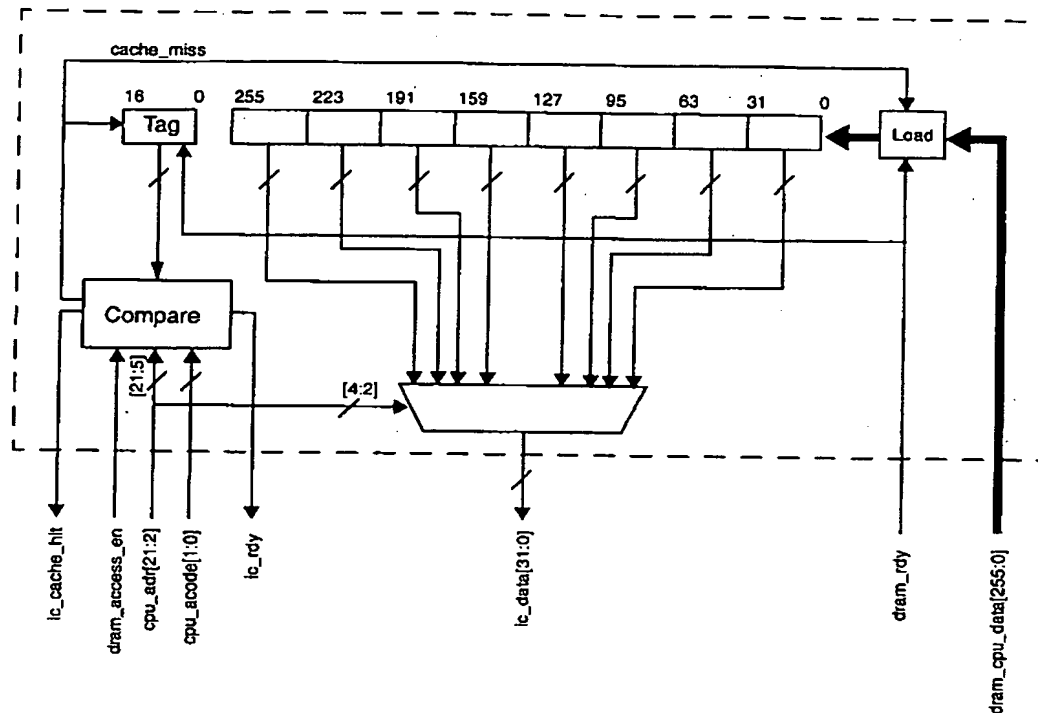 cache_miss
16 0 255 223 191 159 127 95 63 31 0
Tag
Load
Compare
[21:5]
[4:2]
ic_cache_hit
dram_access_en
cpu_adr[21:2]
cpu_acode[1:0]
ic_rdy
ic_data[31:0]
dram_rdy
dram_cpu_data[255:0]